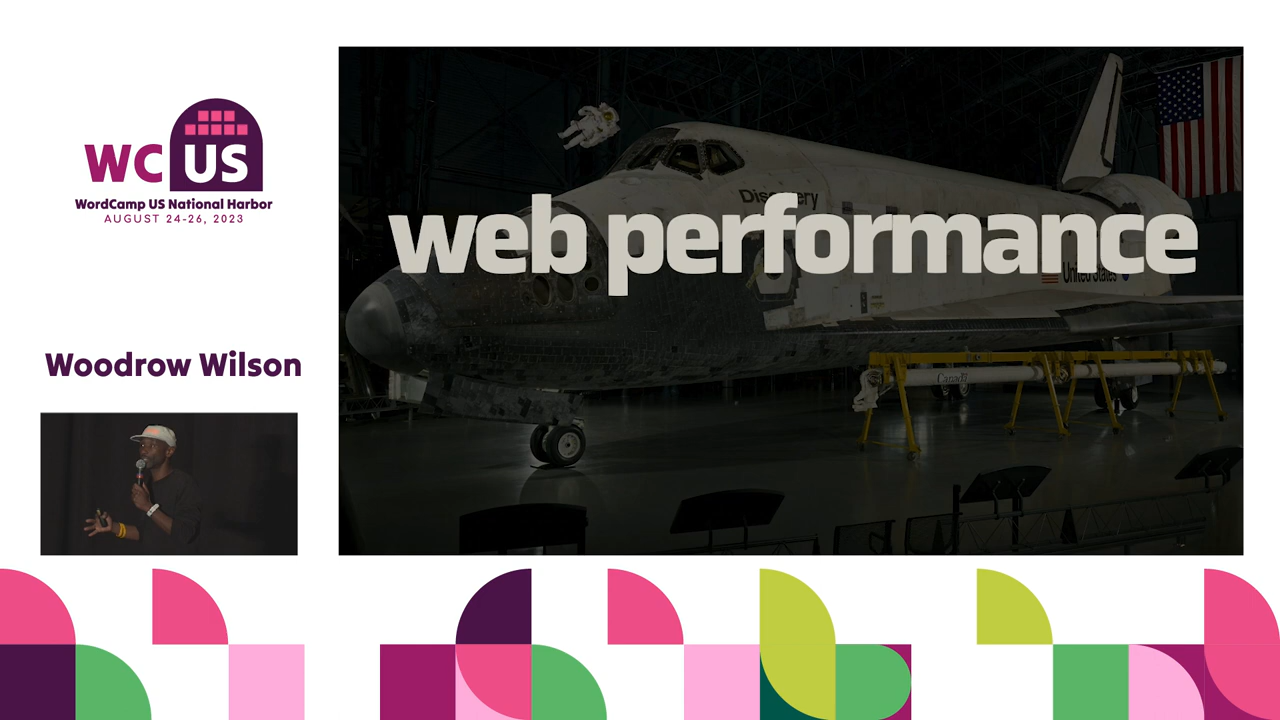 WC US
WordCamp US National Harbor
AUGUST 24-26, 2023
Woodrow Wilson
Discovery
web performance
United States
Canada